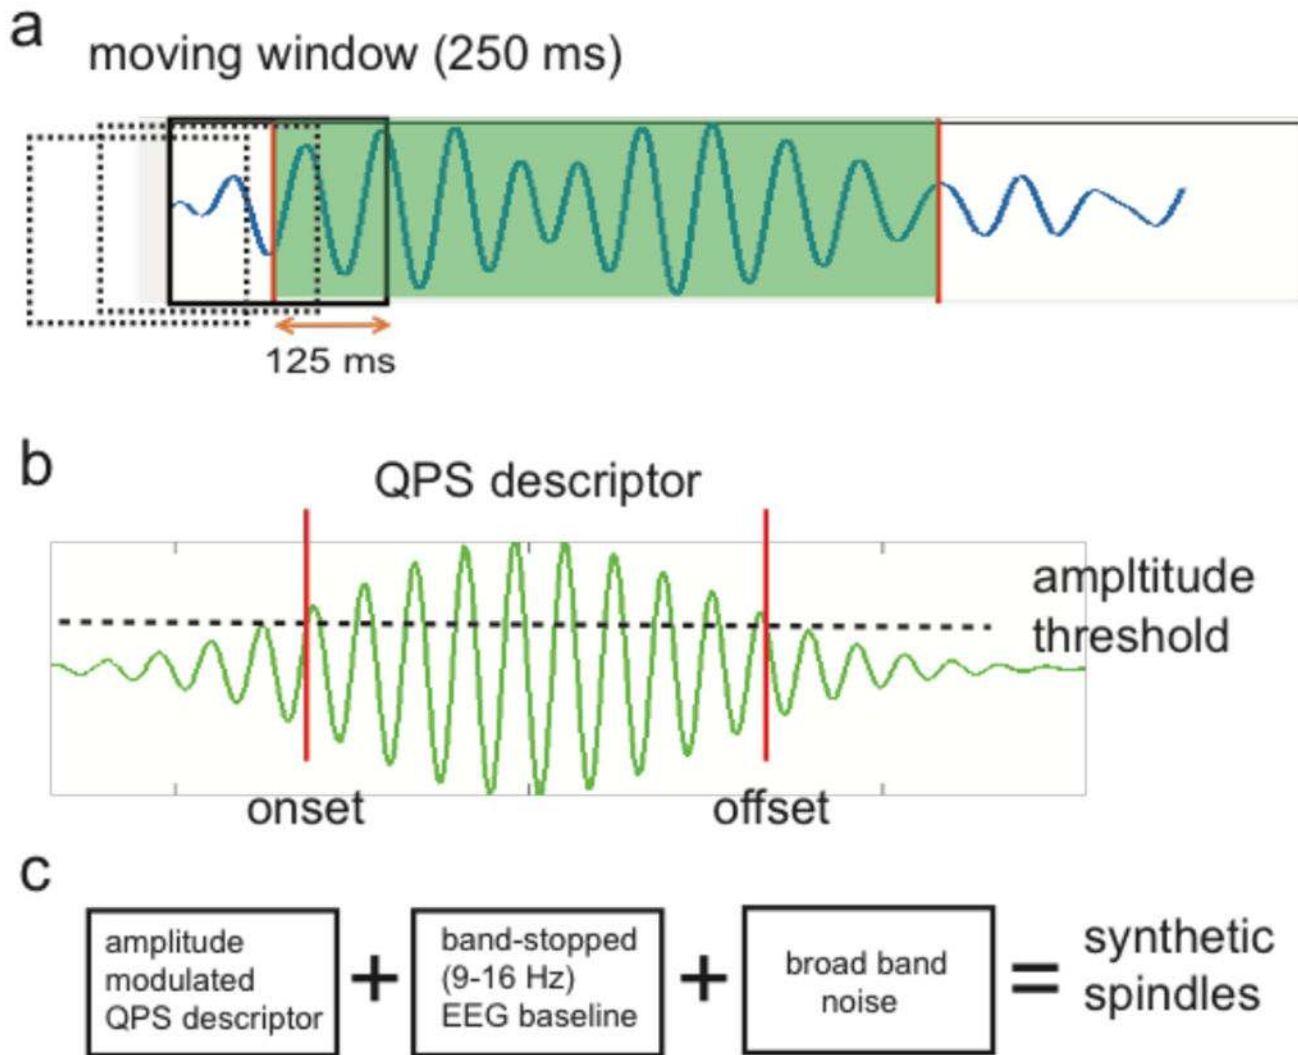 a
moving window (250 ms)
125 ms
b
QPS descriptor
ampltitude
threshold
onset
offset
c
amplitude
modulated
QPS descriptor
+
band-stopped
(9-16 Hz)
EEG baseline
+
broad band
noise
=
synthetic
spindles